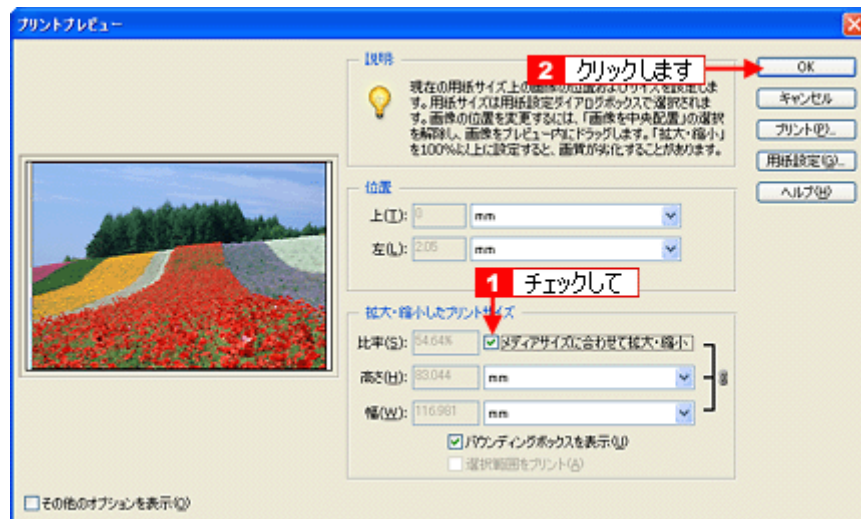 プリントプレビュー
説明
現在の用紙サイズ上の画像の位置およびサイズを設定しま
す。用紙サイズは用紙設定ダイアログボックスで選択されま
す。画像の位置を変更するには、「画像を中央配置」の選択
を解除し、画像をプレビュー内にドラッグします。「拡大・縮小」
を100%以上に設定すると、画質が劣化することがあります。
2 クリックします
OK
キャンセル
プリント(P)...
用紙設定(G)...
ヘルプ(H)
位置
上(T): 0 mm
左(L): 2.05 mm
1 チェックして
拡大・縮小したプリントサイズ
比率(S): 54.64% メディアサイズに合わせて拡大・縮小
高さ(H): 83.044 mm
幅(W): 116.981 mm
バウンディングボックスを表示(U)
選択範囲をプリント(A)
その他のオプションを表示(O)